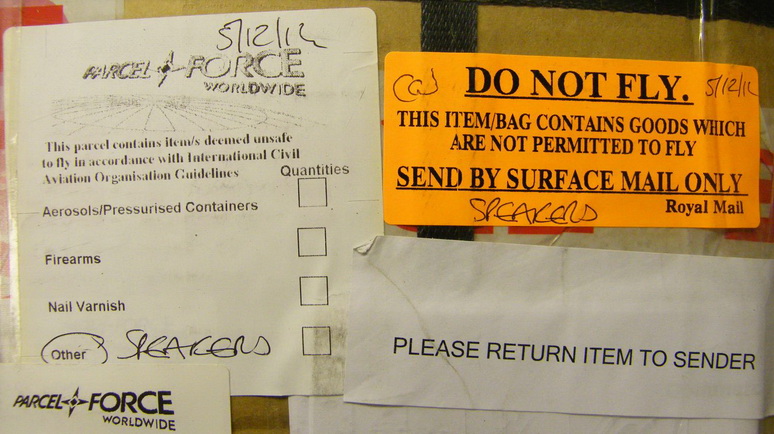 5/12/12
PARCEL FORCE
WORLDWIDE
This parcel contains item/s deemed unsafe
to fly in accordance with International Civil
Aviation Organisation Guidelines
Quantities
Aerosols/Pressurised Containers
Firearms
Nail Varnish
Other SPEAKERS
PARCEL FORCE
WORLDWIDE
DO NOT FLY. 5/12/12
THIS ITEM/BAG CONTAINS GOODS WHICH
ARE NOT PERMITTED TO FLY
SEND BY SURFACE MAIL ONLY
SPEAKERS Royal Mail
PLEASE RETURN ITEM TO SENDER